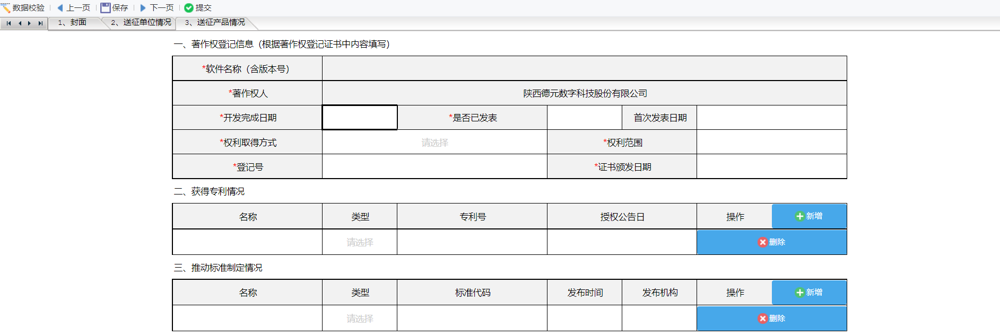 数据校验 上一页 保存 下一页 提交
1、封面 2、送征单位情况 3、送征产品情况
一、著作权登记信息（根据著作权登记证书中内容填写）
*软件名称（含版本号）
*著作权人 陕西德元数字科技股份有限公司
*开发完成日期 *是否已发表 首次发表日期
*权利取得方式 请选择 *权利范围
*登记号 *证书颁发日期
二、获得专利情况
名称 类型 专利号 授权公告日 操作 新增
请选择 删除
三、推动标准制定情况
名称 类型 标准代码 发布时间 发布机构 操作 新增
请选择 删除